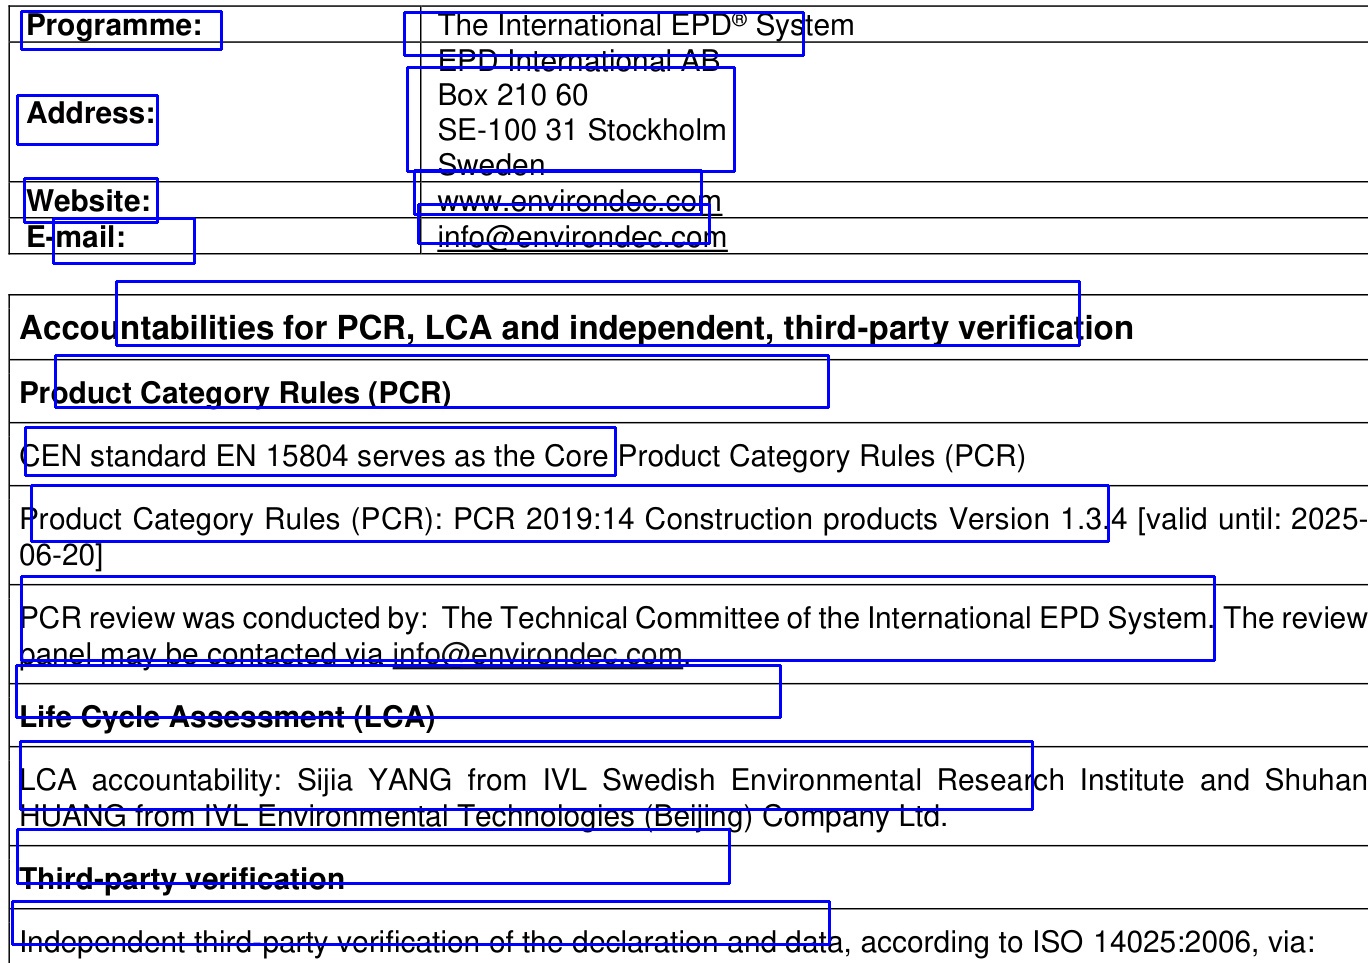 Programme: The International EPD® System
Address: EPD International AB
Box 210 60
SE-100 31 Stockholm
Sweden
Website: www.environdec.com
E-mail: info@environdec.com
Accountabilities for PCR, LCA and independent, third-party verification
Product Category Rules (PCR)
CEN standard EN 15804 serves as the Core Product Category Rules (PCR)
Product Category Rules (PCR): PCR 2019:14 Construction products Version 1.3.4 [valid until: 2025-
06-20]
PCR review was conducted by: The Technical Committee of the International EPD System. The review
panel may be contacted via info@environdec.com.
Life Cycle Assessment (LCA)
LCA accountability: Sijia YANG from IVL Swedish Environmental Research Institute and Shuhan
HUANG from IVL Environmental Technologies (Beijing) Company Ltd.
Third-party verification
Independent third-party verification of the declaration and data, according to ISO 14025:2006, via: